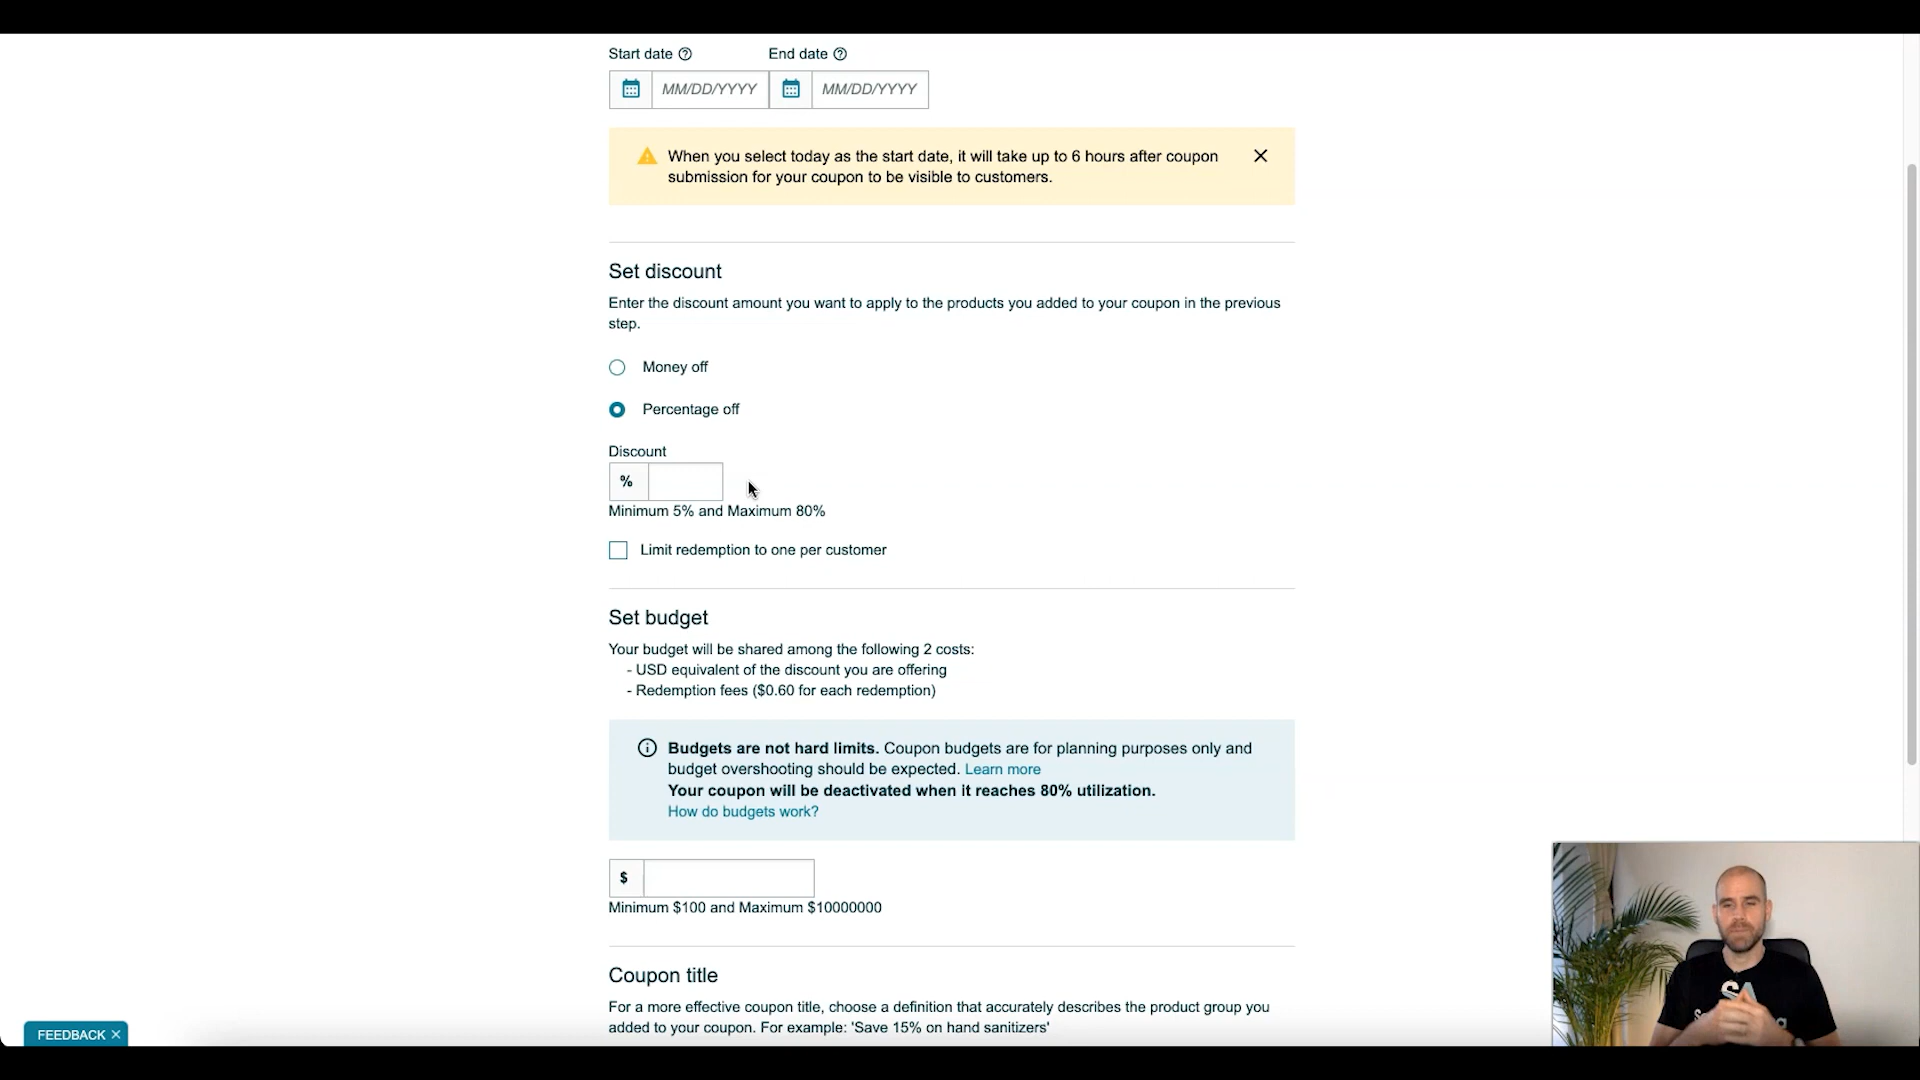 Start date
End date
MM/DD/YYYY
MM/DD/YYYY
When you select today as the start date, it will take up to 6 hours after coupon
submission for your coupon to be visible to customers.
Set discount
Enter the discount amount you want to apply to the products you added to your coupon in the previous
step.
Money off
Percentage off
Discount
%
Minimum 5% and Maximum 80%
Limit redemption to one per customer
Set budget
Your budget will be shared among the following 2 costs:
- USD equivalent of the discount you are offering
- Redemption fees ($0.60 for each redemption)
Budgets are not hard limits. Coupon budgets are for planning purposes only and
budget overshooting should be expected. Learn more
Your coupon will be deactivated when it reaches 80% utilization.
How do budgets work?
$
Minimum $100 and Maximum $10000000
Coupon title
For a more effective coupon title, choose a definition that accurately describes the product group you
added to your coupon. For example: 'Save 15% on hand sanitizers'
FEEDBACK
SA